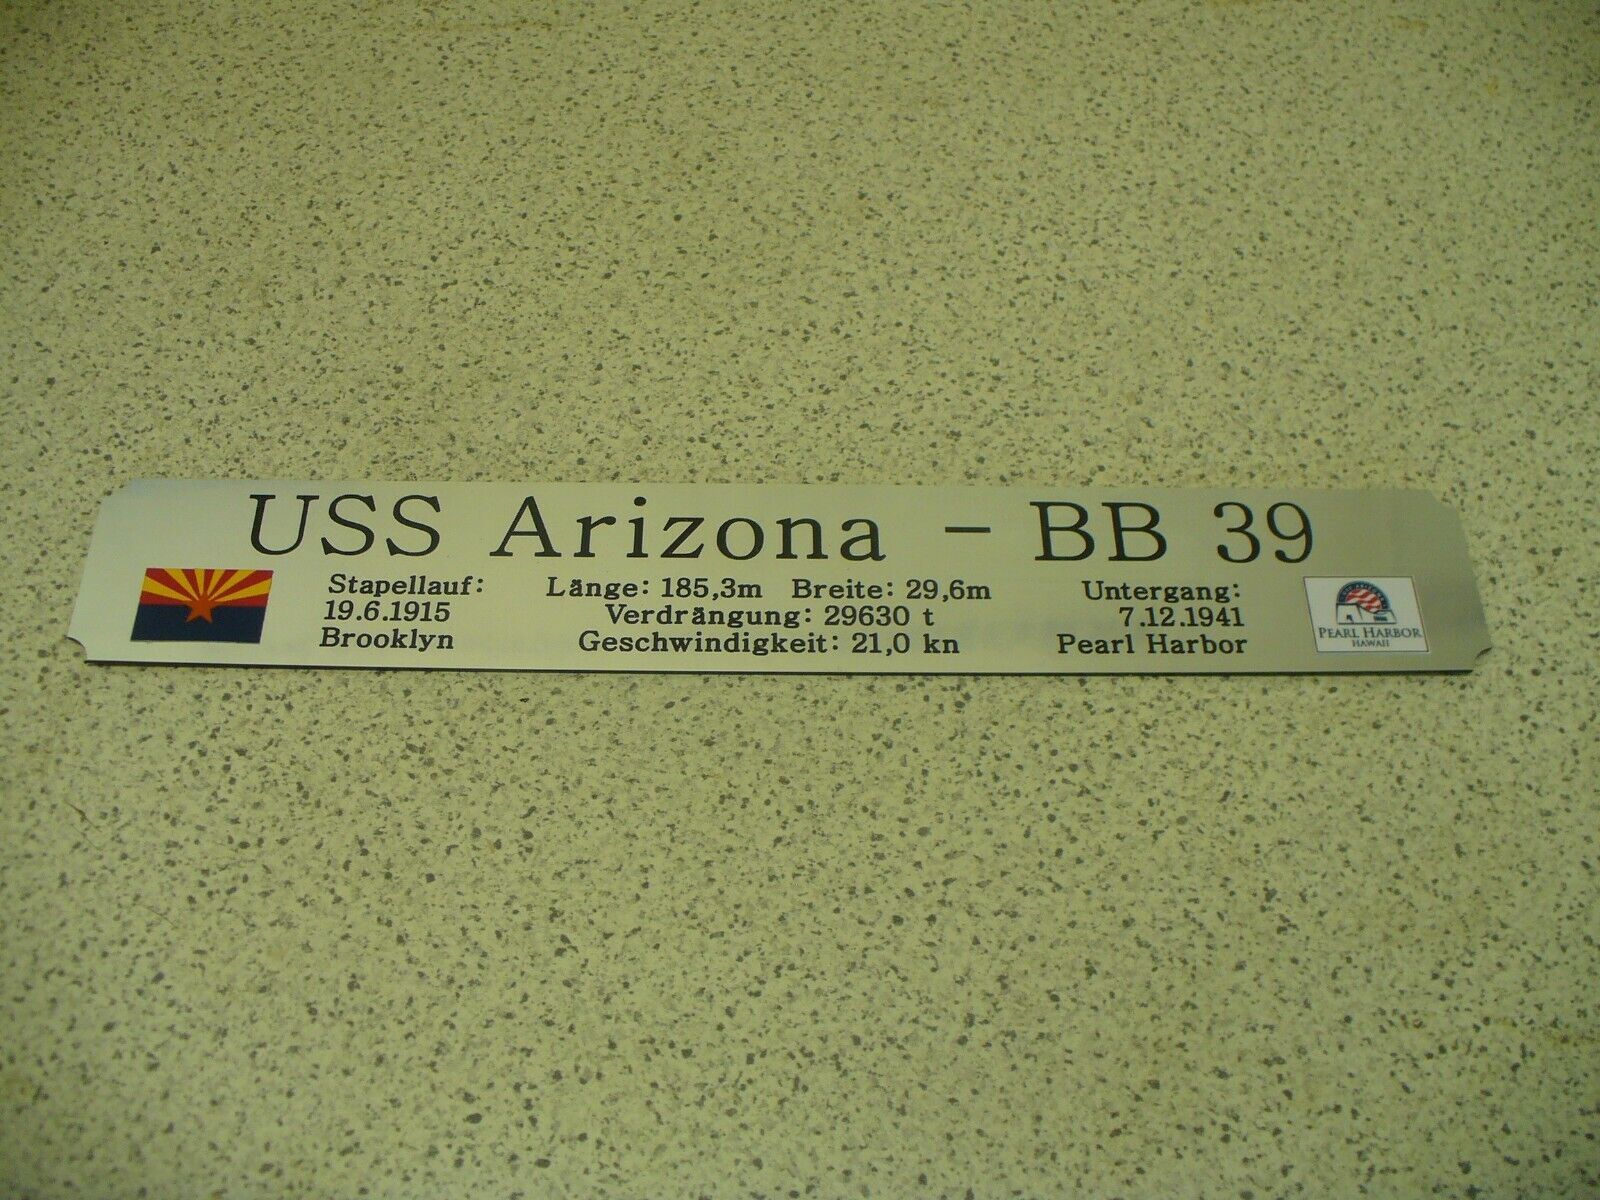 USS Arizona - BB 39
Stapellauf:
19.6.1915
Brooklyn
Länge: 185,3m Breite: 29,6m
Verdrängung: 29630 t
Geschwindigkeit: 21,0 kn
Untergang:
7.12.1941
Pearl Harbor
PEARL HARBOR
HAWAII